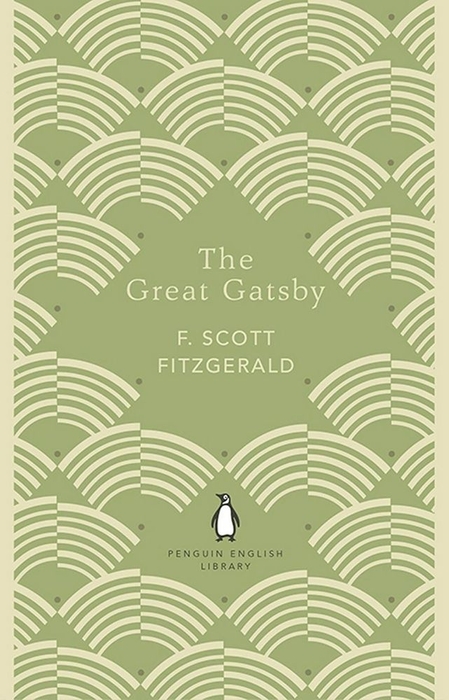 The
Great Gatsby
F. SCOTT
FITZGERALD
PENGUIN ENGLISH
LIBRARY